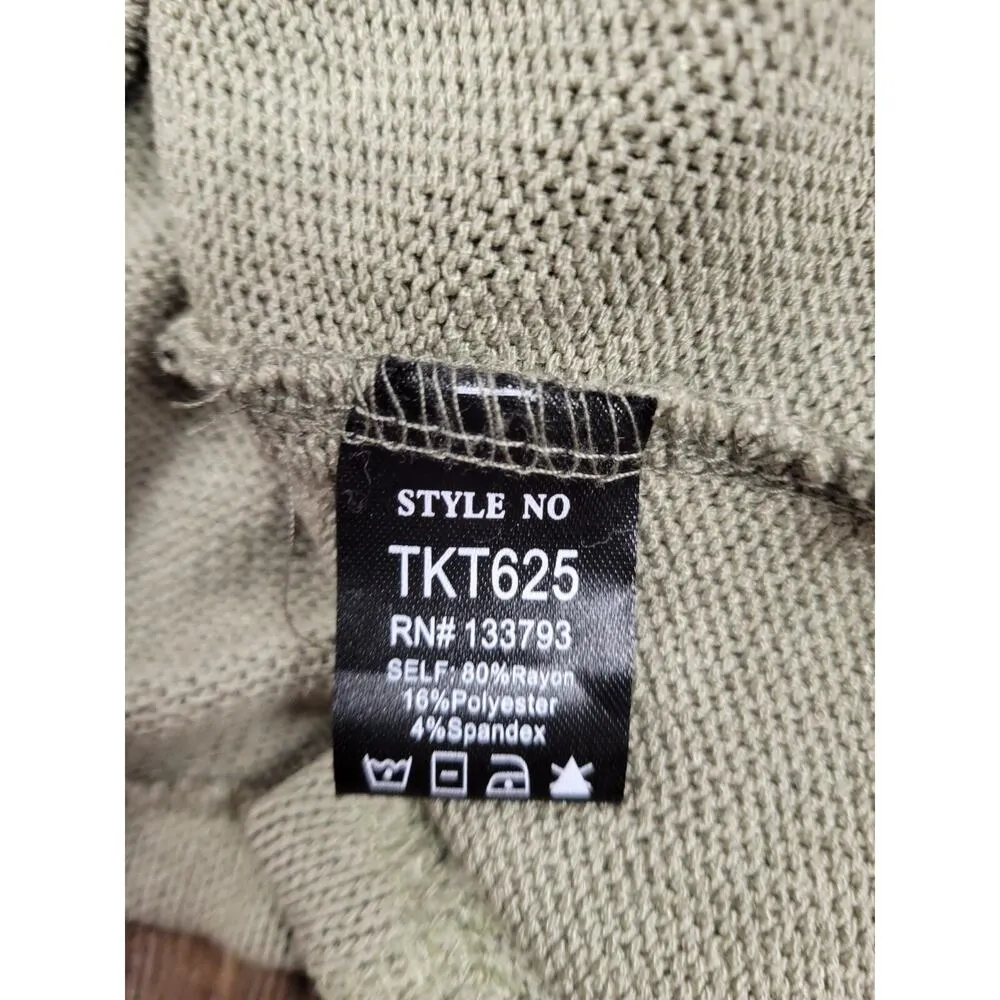 STYLE NO
TKT625
RN# 133793
SELF: 80%Rayon
16%Polyester
4%Spandex